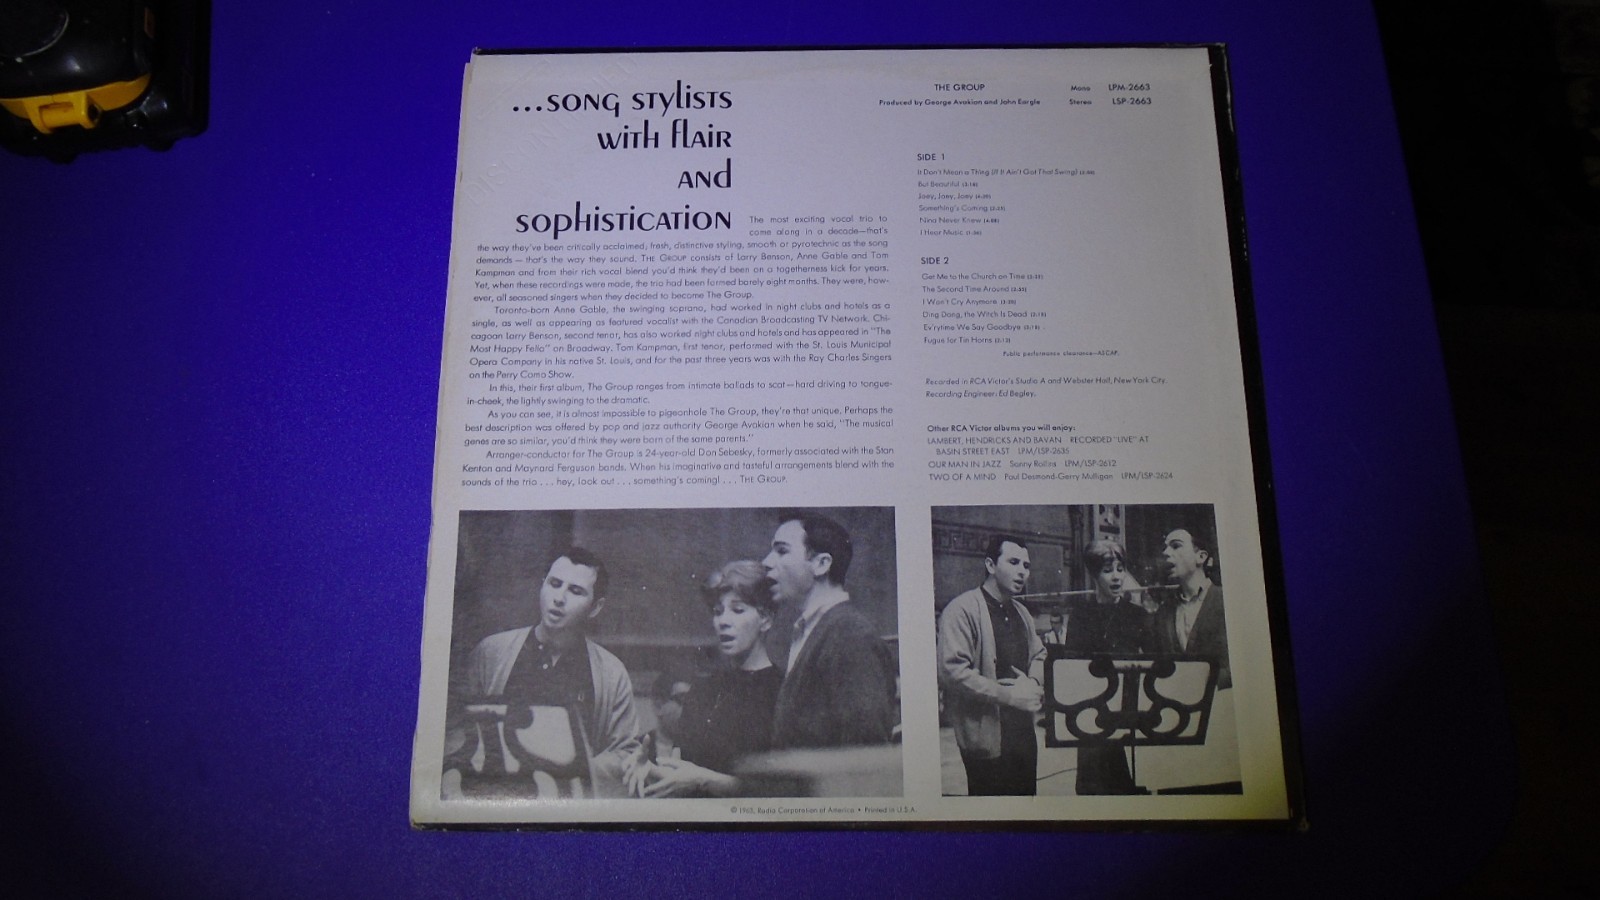 ...SONG STYLISTS
WITH FLAIR
AND
SOPHISTICATION
The most exciting vocal trio to
come along in a decade—that's
the way they've been critically acclaimed; fresh, distinctive styling, smooth or pyrotechnic as the song
demands — that's the way they sound. THE GROUP consists of Larry Benson, Anne Gable and Tom
Kampman and from their rich vocal blend you'd think they'd been on a togetherness kick for years.
Yet, when these recordings were made, the trio had been formed barely eight months. They were, how-
ever, all seasoned singers when they decided to become The Group.
Toronto-born Anne Gable, the swinging soprano, had worked in night clubs and hotels as a
single, as well as appearing as featured vocalist with the Canadian Broadcasting TV Network. Chi-
cagoan Larry Benson, second tenor, has also worked night clubs and hotels and has appeared in "The
Most Happy Fella" on Broadway. Tom Kampman, first tenor, performed with the St. Louis Municipal
Opera Company in his native St. Louis, and for the past three years was with the Ray Charles Singers
on the Perry Como Show.
In this, their first album, The Group ranges from intimate ballads to scat—hard driving to tongue-
in-cheek, the lightly swinging to the dramatic.
As you can see, it is almost impossible to pigeonhole The Group, they're that unique. Perhaps the
best description was offered by pop and jazz authority George Avakian when he said, "The musical
genes are so similar, you'd think they were born of the same parents."
Arranger-conductor for The Group is 24-year-old Don Sebesky, formerly associated with the Stan
Kenton and Maynard Ferguson bands. When his imaginative and tasteful arrangements blend with the
sounds of the trio . . . hey, look out . . . something's coming! . . . THE GROUP.
THE GROUP
Mono LPM-2663
Produced by George Avakian and John Eargle
Stereo LSP-2663
SIDE 1
It Don't Mean a Thing (If It Ain't Got That Swing)
But Beautiful
Joey, Joey, Joey
Something's Coming
Nina Never Knew
I Hear Music
SIDE 2
Get Me to the Church on Time
The Second Time Around
I Won't Cry Anymore
Ding Dong, the Witch Is Dead
Ev'rytime We Say Goodbye
Fugue for Tin Horns
Public performance clearance—ASCAP.
Recorded in RCA Victor's Studio A and Webster Hall, New York City.
Recording Engineer: Ed Begley.
Other RCA Victor albums you will enjoy:
LAMBERT, HENDRICKS AND BAVAN RECORDED "LIVE" AT
BASIN STREET EAST LPM/LSP-2635
OUR MAN IN JAZZ Sonny Rollins LPM/LSP-2612
TWO OF A MIND Paul Desmond-Gerry Mulligan LPM/LSP-2624
© 1963, Radio Corporation of America • Printed in U.S.A.